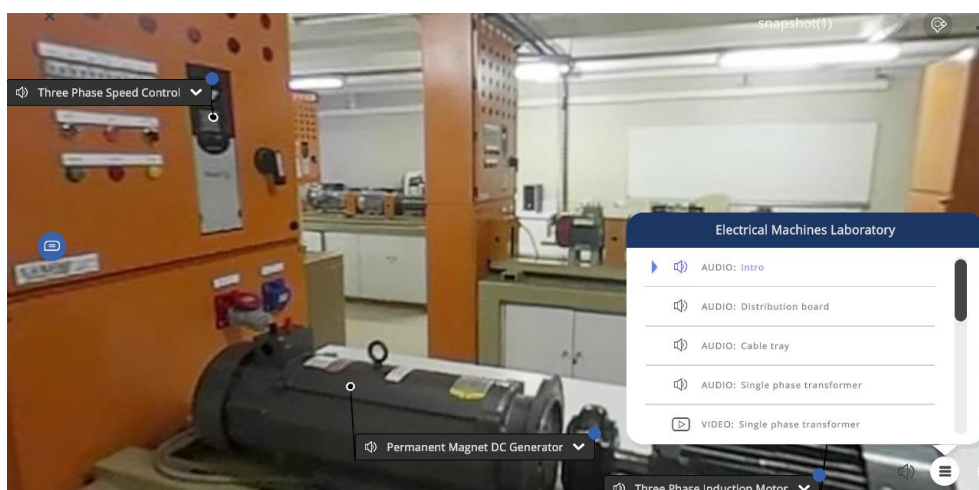 snapshot(1)
Three Phase Speed Control
Electrical Machines Laboratory
AUDIO: Intro
AUDIO: Distribution board
AUDIO: Cable tray
AUDIO: Single phase transformer
VIDEO: Single phase transformer
Permanent Magnet DC Generator
Three Phase Induction Motor